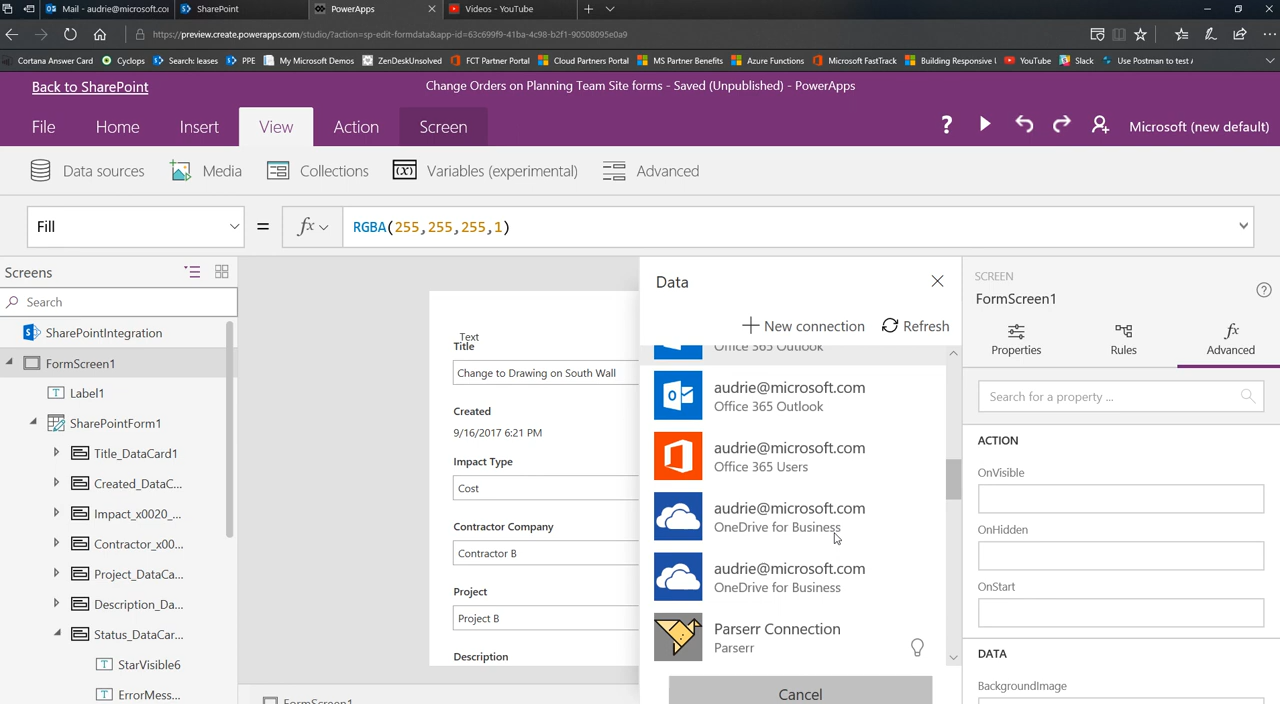 Mail - audrie@microsoft.con
SharePoint
PowerApps
Videos - YouTube
https://preview.create.powerapps.com/studio/?action=sp-edit-formdata&app-id=63c699f9-41ba-4c98-b2f1-90508095e0a9
Cortana Answer Card
Cyclops
Search: leases
PPE
My Microsoft Demos
ZenDeskUnsolved
FCT Partner Portal
Cloud Partners Portal
MS Partner Benefits
Azure Functions
Microsoft FastTrack
Building Responsive
YouTube
Slack
Use Postman to test
Back to SharePoint
Change Orders on Planning Team Site forms - Saved (Unpublished) - PowerApps
File
Home
Insert
View
Action
Screen
?
Microsoft (new default)
Data sources
Media
Collections
(x)
Variables (experimental)
Advanced
Fill
=
fx
RGBA(255,255,255,1)
Screens
Search
SharePointIntegration
FormScreen1
Label1
SharePointForm1
Title_DataCard1
Created_DataC...
Impact_x0020_...
Contractor_x00...
Project_DataCa...
Description_Da...
Status_DataCar...
StarVisible6
ErrorMess...
Text
Title
Change to Drawing on South Wall
Created
9/16/2017 6:21 PM
Impact Type
Cost
Contractor Company
Contractor B
Project
Project B
Description
FormScreen1
Data
New connection
Refresh
Office 365 Outlook
audrie@microsoft.com
Office 365 Outlook
audrie@microsoft.com
Office 365 Users
audrie@microsoft.com
OneDrive for Business
audrie@microsoft.com
OneDrive for Business
Parserr Connection
Parserr
Cancel
SCREEN
FormScreen1
Properties
Rules
fx
Advanced
Search for a property ...
ACTION
OnVisible
OnHidden
OnStart
DATA
BackgroundImage